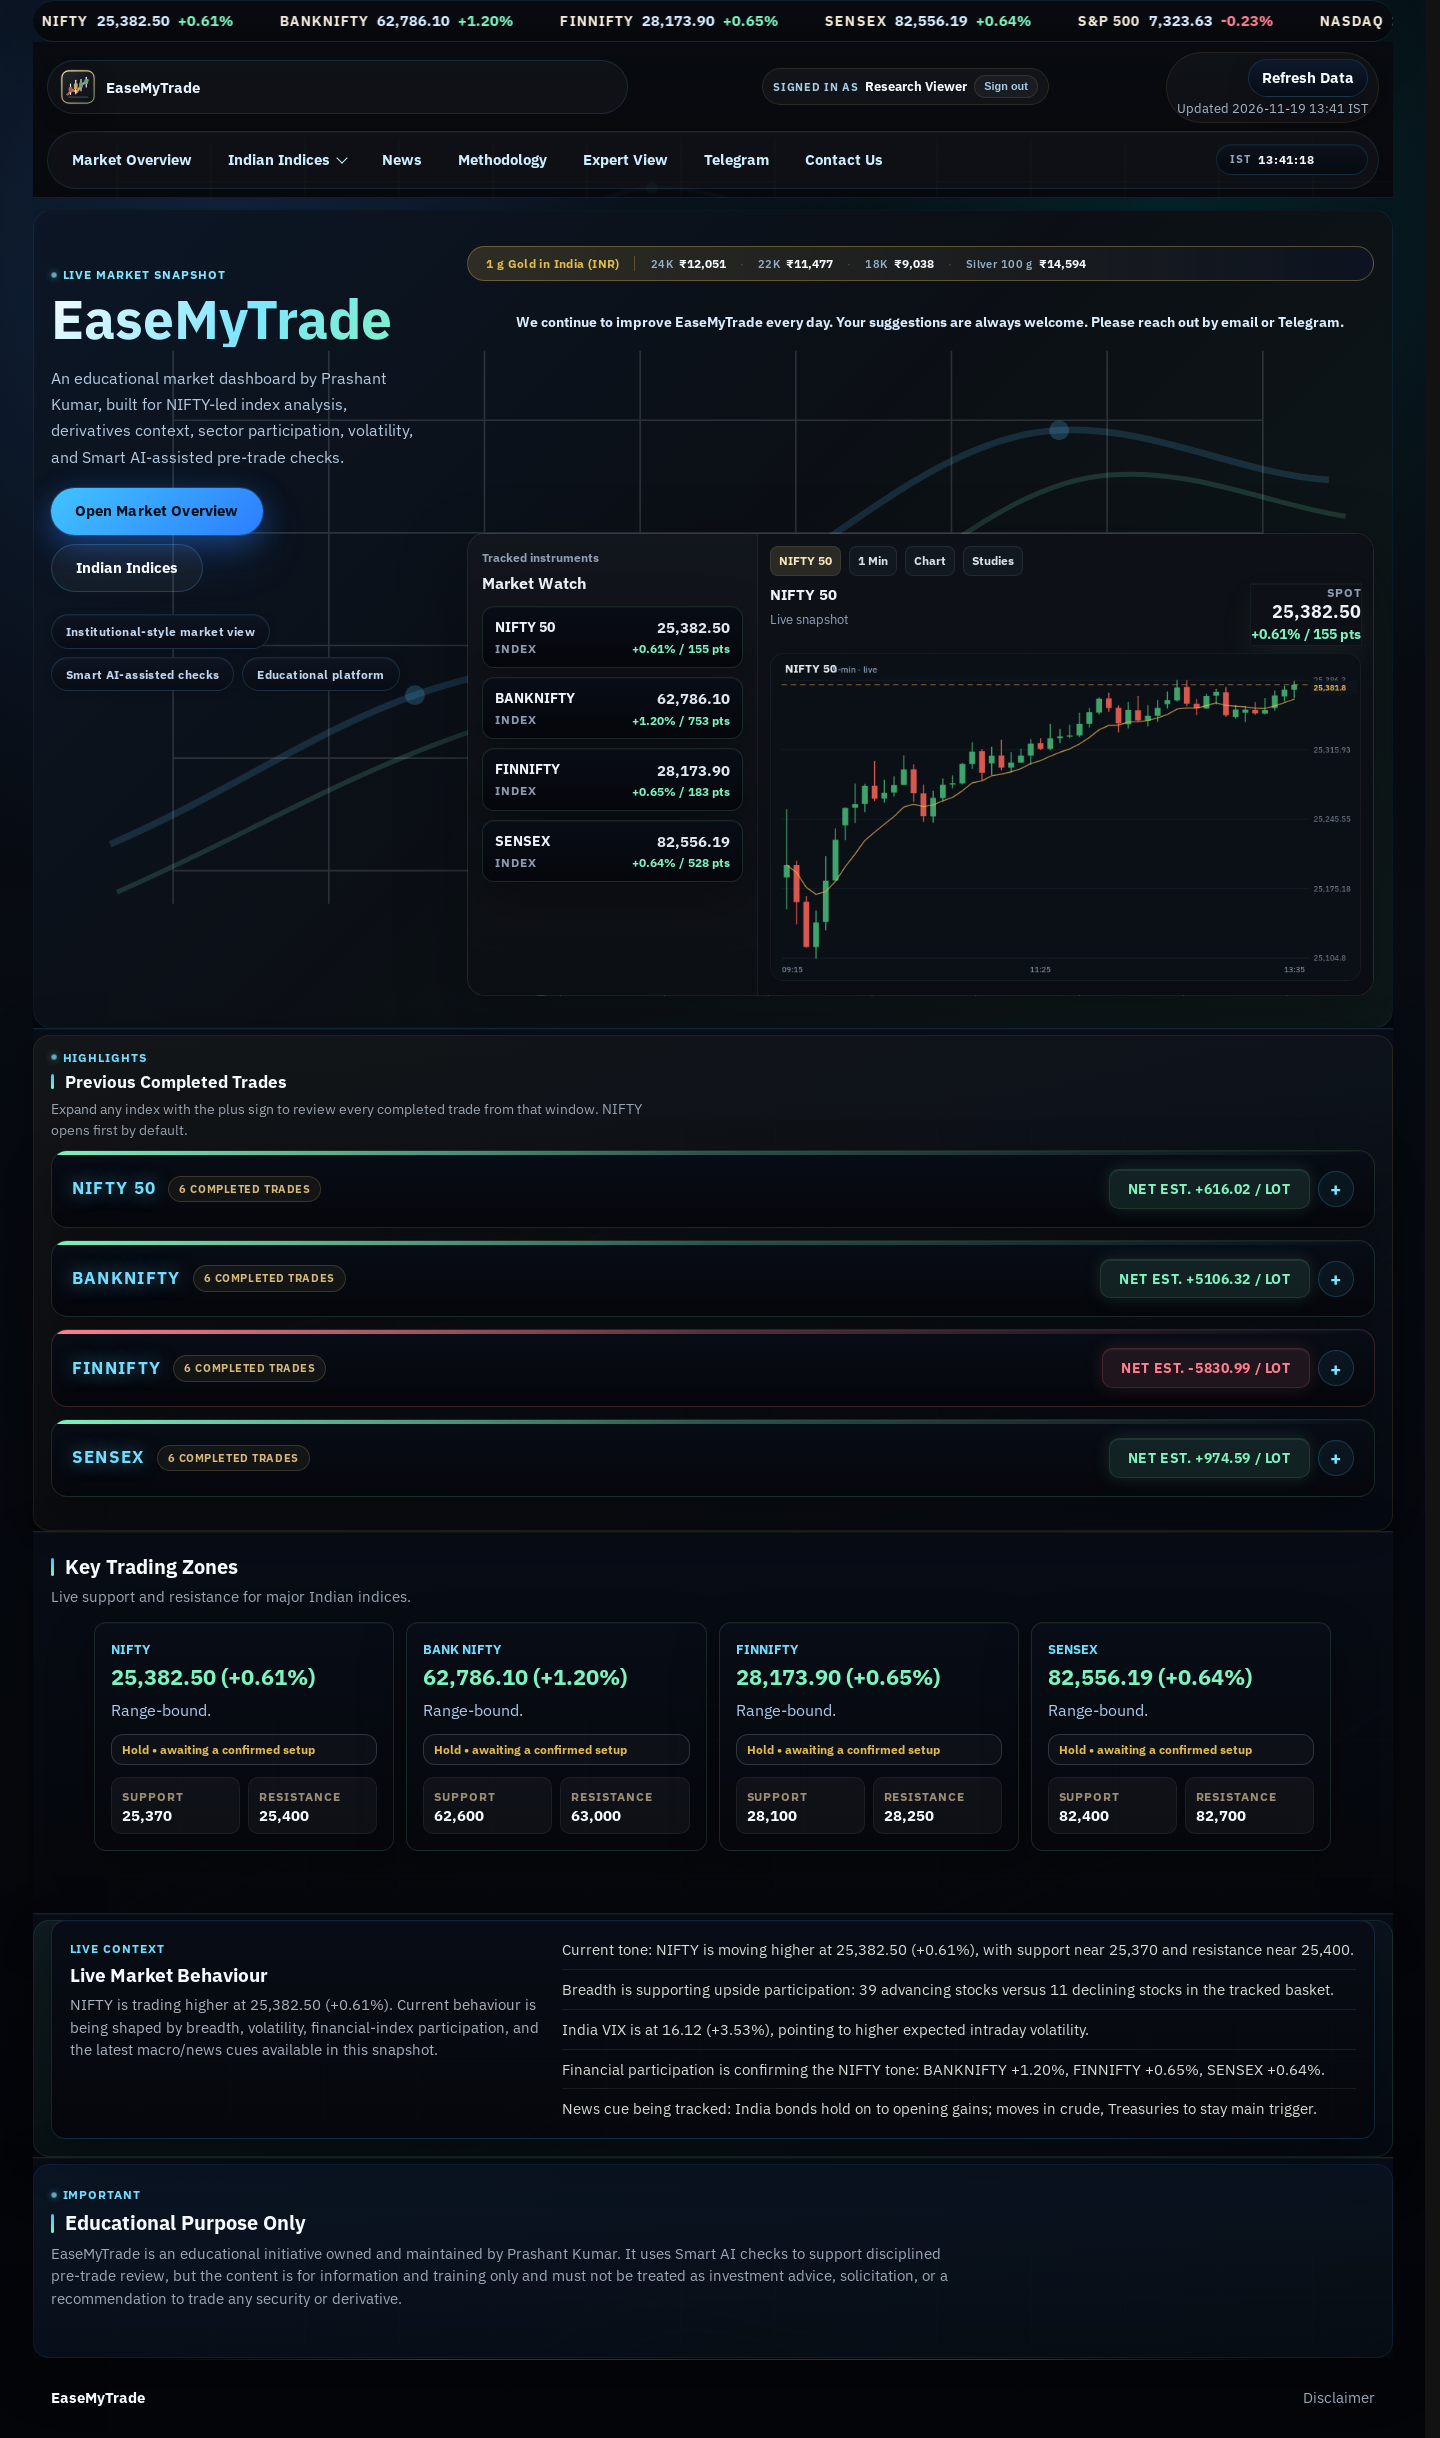 NIFTY 25,382.50 +0.61% BANKNIFTY 62,786.10 +1.20% FINNIFTY 28,173.90 +0.65% SENSEX 82,556.19 +0.64% S&P 500 7,323.63 -0.23% NASDAQ
EaseMyTrade
SIGNED IN AS Research Viewer Sign out
Refresh Data
Updated 2026-11-19 13:41 IST
Market Overview Indian Indices News Methodology Expert View Telegram Contact Us
IST 13:41:18
LIVE MARKET SNAPSHOT
EaseMyTrade
An educational market dashboard by Prashant
Kumar, built for NIFTY-led index analysis,
derivatives context, sector participation, volatility,
and Smart AI-assisted pre-trade checks.
Open Market Overview
Indian Indices
Institutional-style market view
Smart AI-assisted checks Educational platform
1 g Gold in India (INR) 24K ₹12,051 · 22K ₹11,477 · 18K ₹9,038 · Silver 100 g ₹14,594
We continue to improve EaseMyTrade every day. Your suggestions are always welcome. Please reach out by email or Telegram.
Tracked instruments
Market Watch
NIFTY 50 25,382.50
INDEX +0.61% / 155 pts
BANKNIFTY 62,786.10
INDEX +1.20% / 753 pts
FINNIFTY 28,173.90
INDEX +0.65% / 183 pts
SENSEX 82,556.19
INDEX +0.64% / 528 pts
NIFTY 50 1 Min Chart Studies
NIFTY 50
Live snapshot
SPOT
25,382.50
+0.61% / 155 pts
NIFTY 50 -min · live
25,381.8
25,315.93
25,245.55
25,175.18
25,104.8
09:15 11:25 13:35
HIGHLIGHTS
Previous Completed Trades
Expand any index with the plus sign to review every completed trade from that window. NIFTY
opens first by default.
NIFTY 50 6 COMPLETED TRADES NET EST. +616.02 / LOT +
BANKNIFTY 6 COMPLETED TRADES NET EST. +5106.32 / LOT +
FINNIFTY 6 COMPLETED TRADES NET EST. -5830.99 / LOT +
SENSEX 6 COMPLETED TRADES NET EST. +974.59 / LOT +
Key Trading Zones
Live support and resistance for major Indian indices.
NIFTY
25,382.50 (+0.61%)
Range-bound.
Hold • awaiting a confirmed setup
SUPPORT RESISTANCE
25,370 25,400
BANK NIFTY
62,786.10 (+1.20%)
Range-bound.
Hold • awaiting a confirmed setup
SUPPORT RESISTANCE
62,600 63,000
FINNIFTY
28,173.90 (+0.65%)
Range-bound.
Hold • awaiting a confirmed setup
SUPPORT RESISTANCE
28,100 28,250
SENSEX
82,556.19 (+0.64%)
Range-bound.
Hold • awaiting a confirmed setup
SUPPORT RESISTANCE
82,400 82,700
LIVE CONTEXT
Live Market Behaviour
NIFTY is trading higher at 25,382.50 (+0.61%). Current behaviour is
being shaped by breadth, volatility, financial-index participation, and
the latest macro/news cues available in this snapshot.
Current tone: NIFTY is moving higher at 25,382.50 (+0.61%), with support near 25,370 and resistance near 25,400.
Breadth is supporting upside participation: 39 advancing stocks versus 11 declining stocks in the tracked basket.
India VIX is at 16.12 (+3.53%), pointing to higher expected intraday volatility.
Financial participation is confirming the NIFTY tone: BANKNIFTY +1.20%, FINNIFTY +0.65%, SENSEX +0.64%.
News cue being tracked: India bonds hold on to opening gains; moves in crude, Treasuries to stay main trigger.
IMPORTANT
Educational Purpose Only
EaseMyTrade is an educational initiative owned and maintained by Prashant Kumar. It uses Smart AI checks to support disciplined
pre-trade review, but the content is for information and training only and must not be treated as investment advice, solicitation, or a
recommendation to trade any security or derivative.
EaseMyTrade
Disclaimer